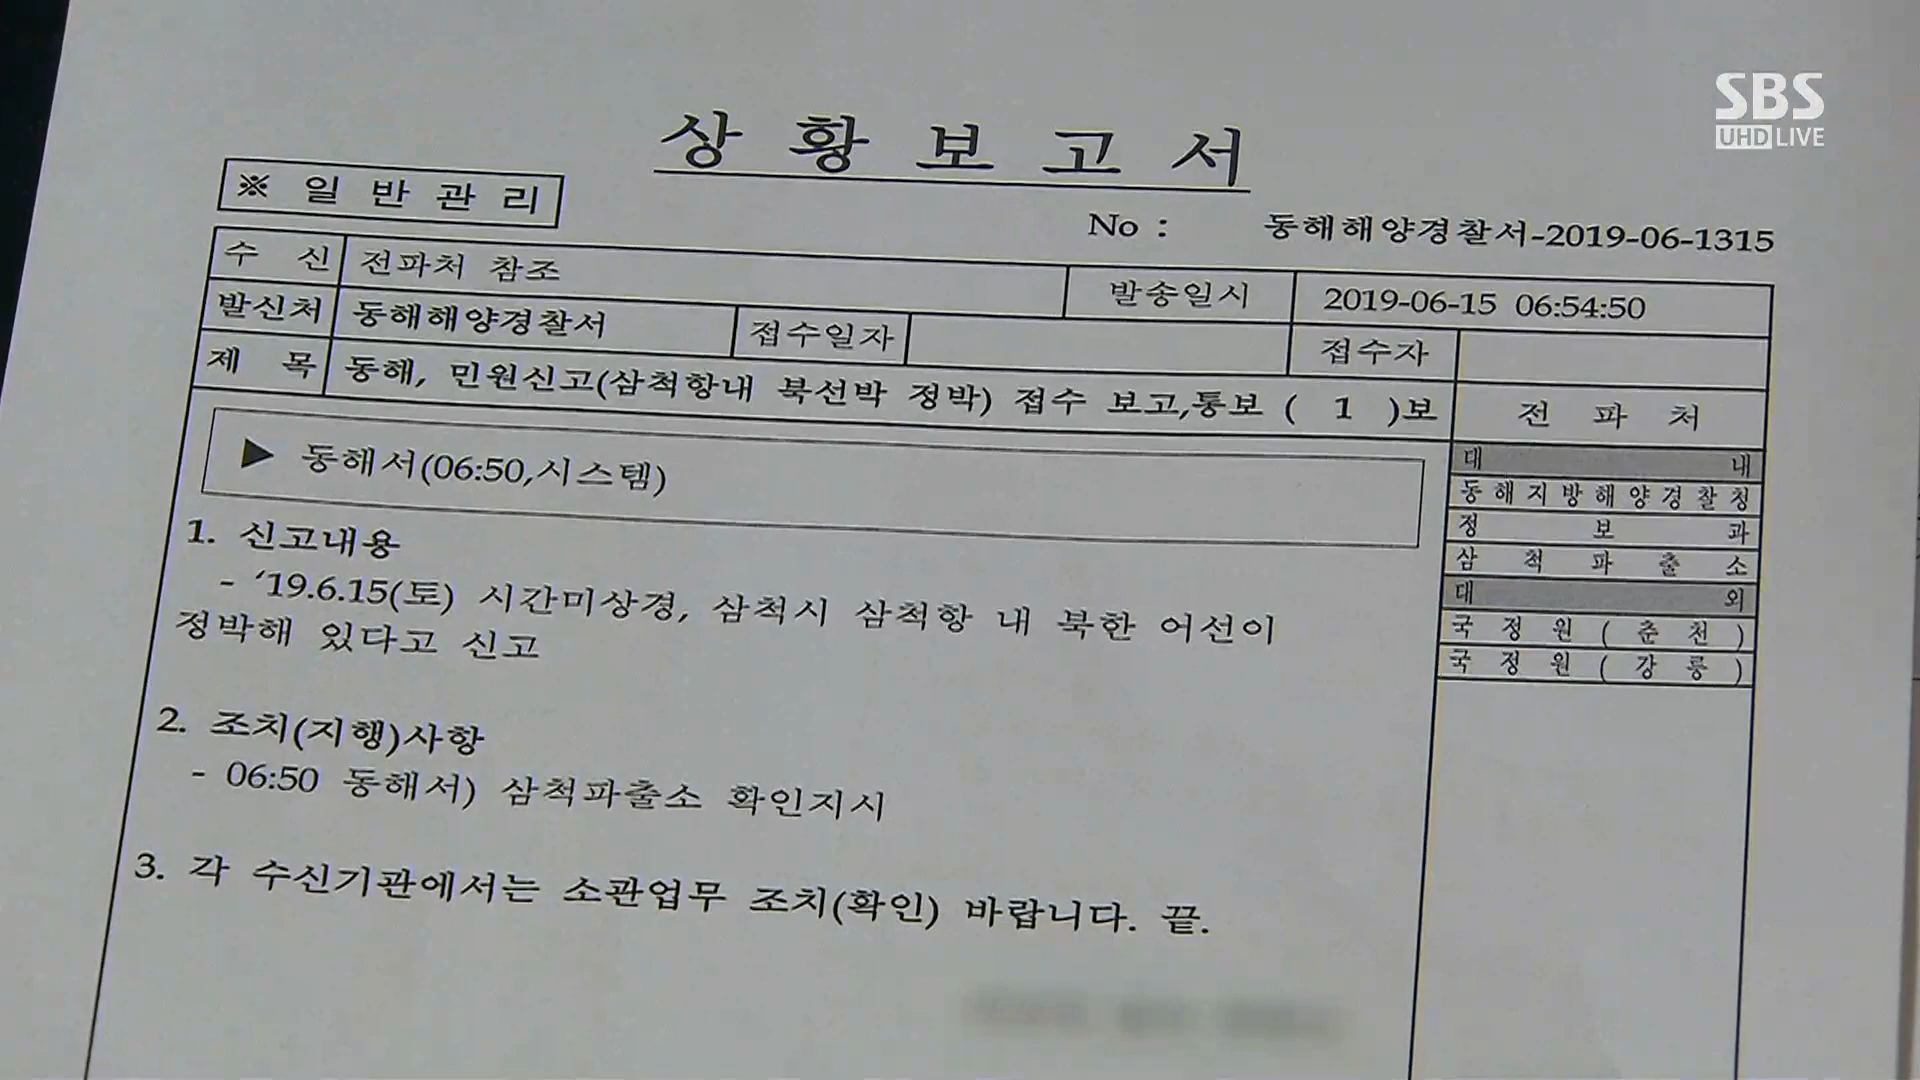 SBS
UHD LIVE
상 황 보 고 서
※ 일 반 관 리
No : 동해해양경찰서-2019-06-1315
수 신 전파처 참조 발송일시 2019-06-15 06:54:50
발신처 동해해양경찰서 접수일자 접수자
제 목 동해, 민원신고(삼척항내 북선박 정박) 접수 보고,통보 ( 1 )보
전 파 처
대 내
동해지방해양경찰청
정 보 과
삼 척 파 출 소
대 외
국 정 원 ( 춘 천 )
국 정 원 ( 강 릉 )
▶ 동해서(06:50,시스템)
1. 신고내용
- ‘19.6.15(토) 시간미상경, 삼척시 삼척항 내 북한 어선이
정박해 있다고 신고
2. 조치(지행)사항
- 06:50 동해서) 삼척파출소 확인지시
3. 각 수신기관에서는 소관업무 조치(확인) 바랍니다. 끝.